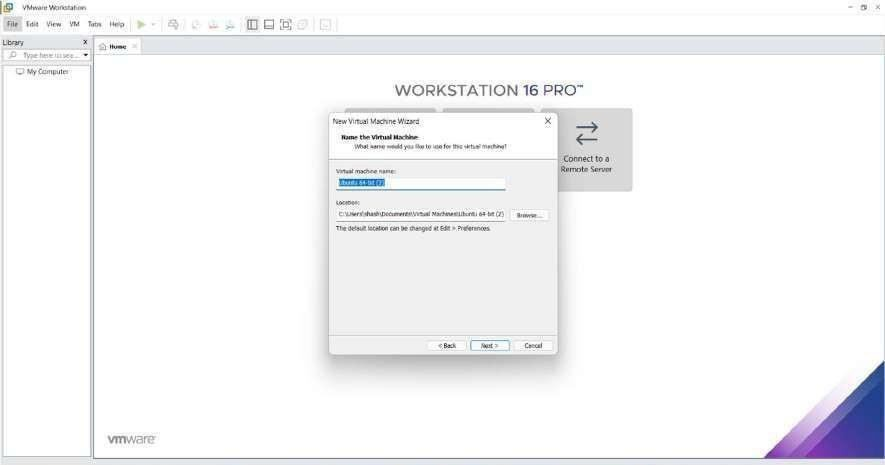 VMware Workstation
File Edit View VM Tabs Help
Library
Type here to sea...
My Computer
Home
WORKSTATION 16 PRO™
New Virtual Machine Wizard
Name the Virtual Machine
What name would you like to use for this virtual machine?
Virtual machine name:
Ubuntu 64-bit (2)
Location:
C:\Users\shash\Documents\Virtual Machines\Ubuntu 64-bit (2)
Browse...
The default location can be changed at Edit > Preferences.
< Back
Next >
Cancel
Connect to a
Remote Server
vmware